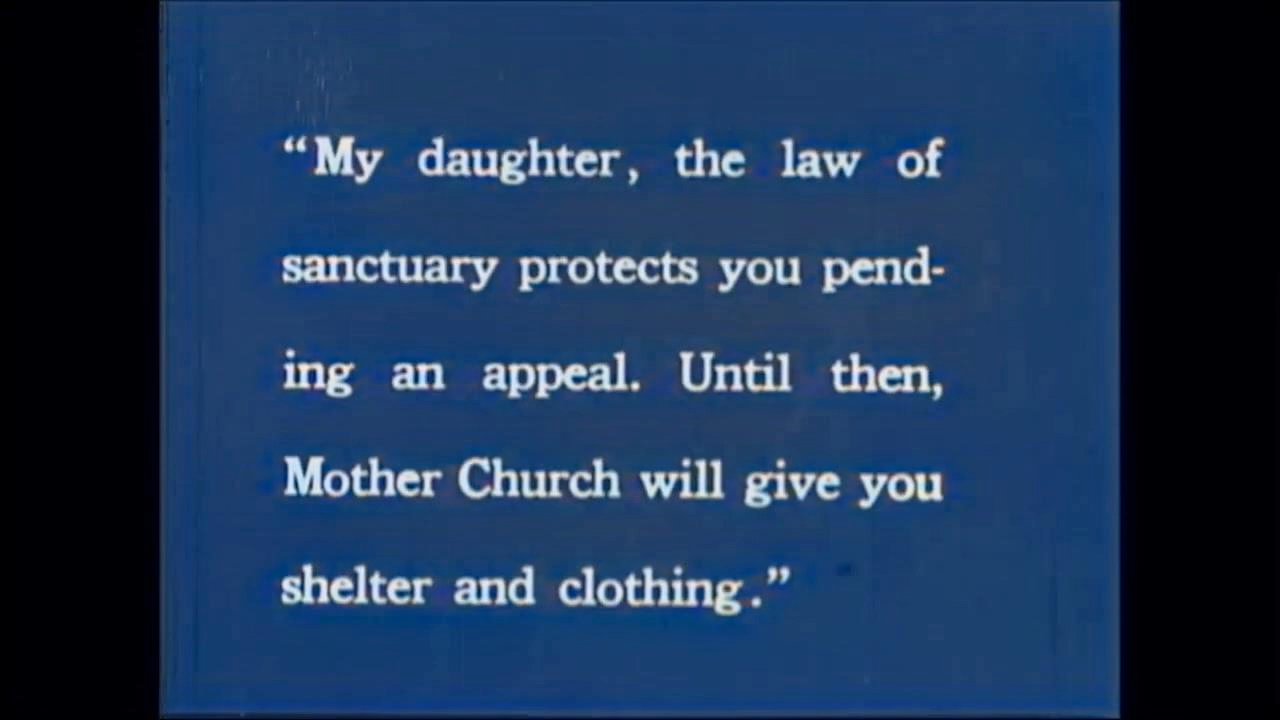 “My daughter, the law of
sanctuary protects you pend-
ing an appeal. Until then,
Mother Church will give you
shelter and clothing.”